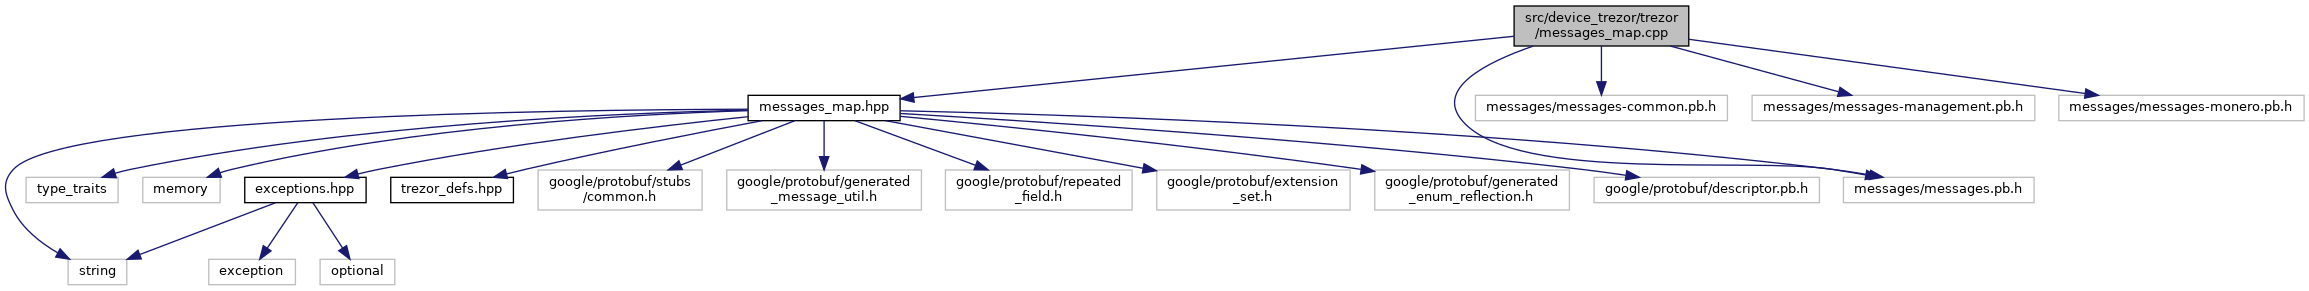 src/device_trezor/trezor
/messages_map.cpp
messages_map.hpp
messages/messages-common.pb.h
messages/messages-management.pb.h
messages/messages-monero.pb.h
type_traits
memory
exceptions.hpp
trezor_defs.hpp
google/protobuf/stubs
/common.h
google/protobuf/generated
_message_util.h
google/protobuf/repeated
_field.h
google/protobuf/extension
_set.h
google/protobuf/generated
_enum_reflection.h
google/protobuf/descriptor.pb.h
messages/messages.pb.h
string
exception
optional